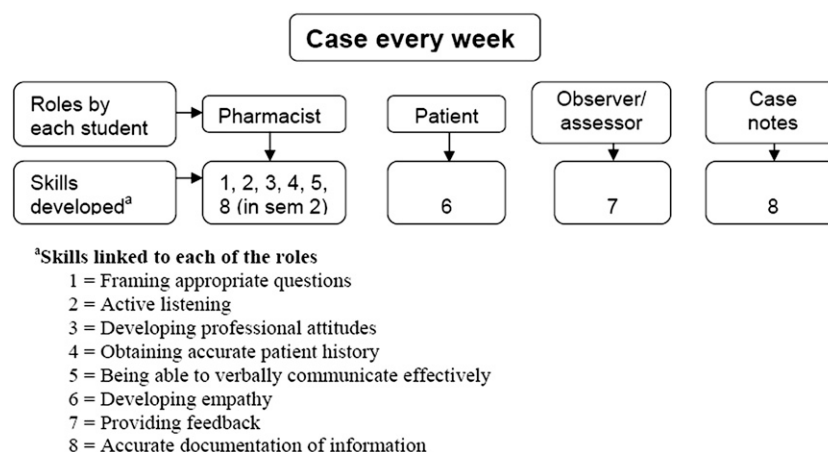 Case every week
Roles by
each student
Pharmacist
Patient
Observer/
assessor
Case
notes
Skills
developedᵃ
1, 2, 3, 4, 5,
8 (in sem 2)
6
7
8
ᵃSkills linked to each of the roles
1 = Framing appropriate questions
2 = Active listening
3 = Developing professional attitudes
4 = Obtaining accurate patient history
5 = Being able to verbally communicate effectively
6 = Developing empathy
7 = Providing feedback
8 = Accurate documentation of information